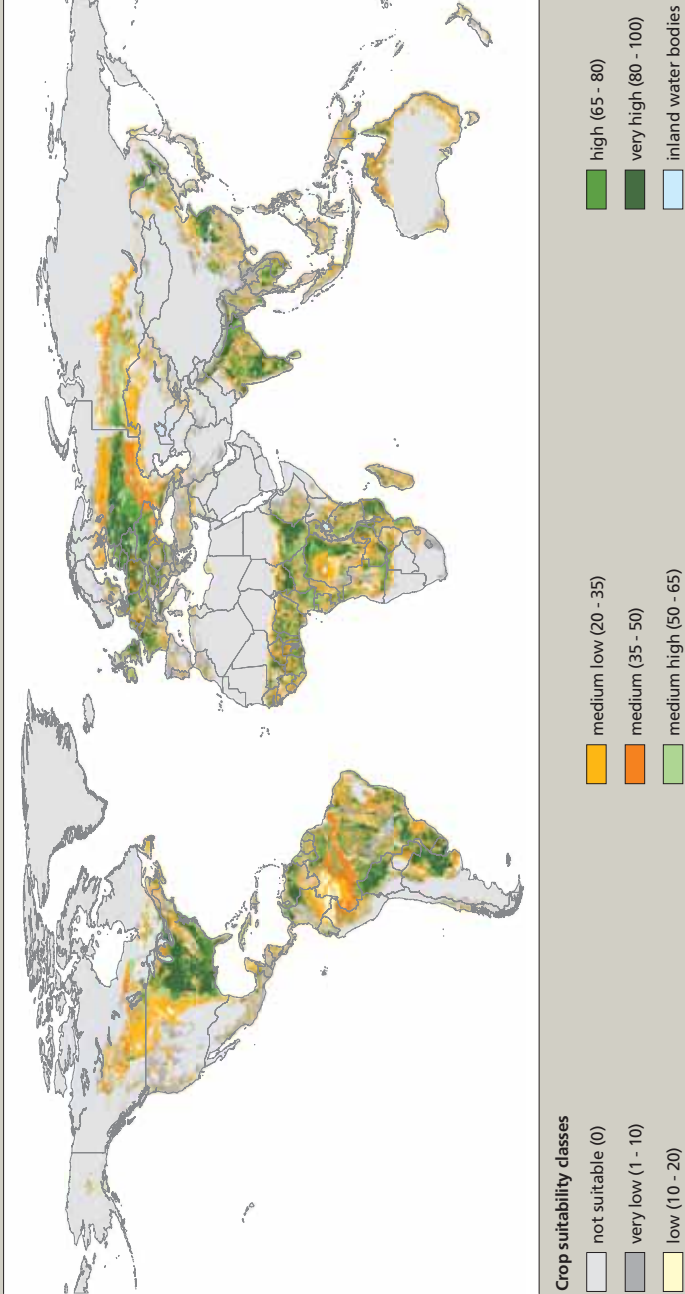 Crop suitability classes
not suitable (0)
very low (1 - 10)
low (10 - 20)
medium low (20 - 35)
medium (35 - 50)
medium high (50 - 65)
high (65 - 80)
very high (80 - 100)
inland water bodies